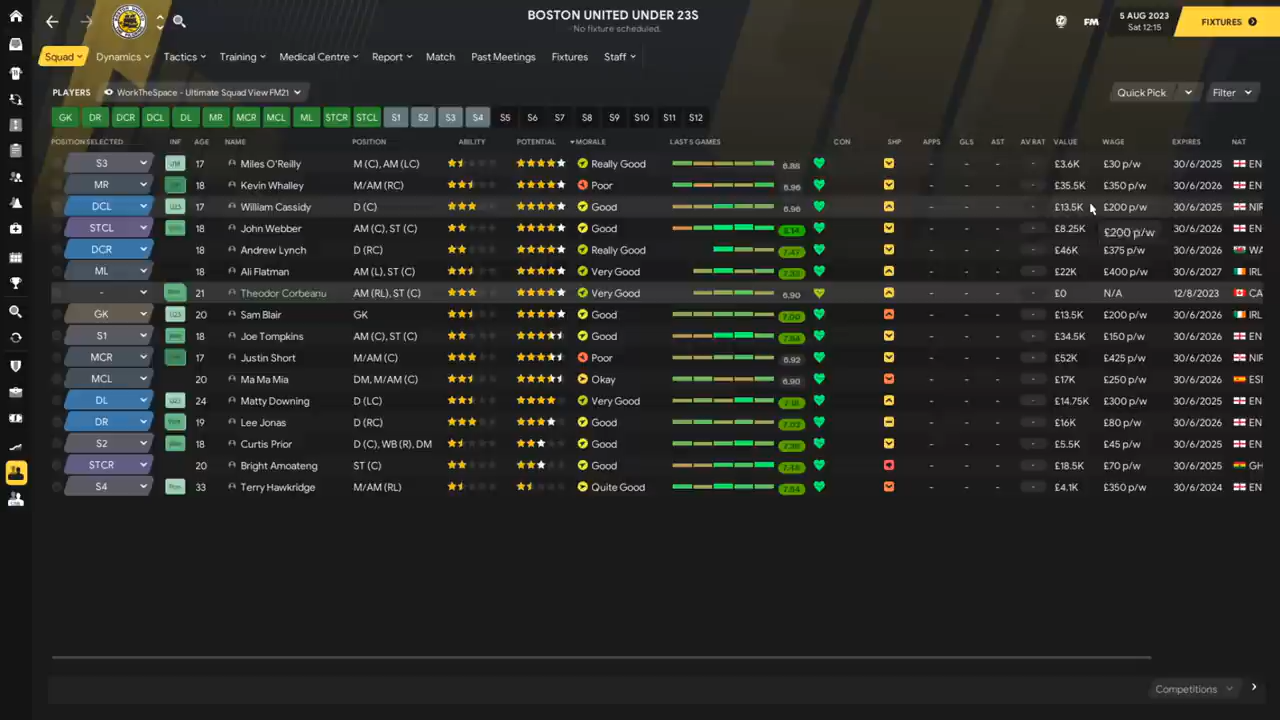 BOSTON UNITED UNDER 23S
No fixture scheduled.
FM
5 AUG 2023
Sat 12:15
FIXTURES
Squad Dynamics Tactics Training Medical Centre Report Match Past Meetings Fixtures Staff
PLAYERS WorkTheSpace - Ultimate Squad View FM21 Quick Pick Filter
GK DR DCR DCL DL MR MCR MCL ML STCR STCL S1 S2 S3 S4 S5 S6 S7 S8 S9 S10 S11 S12
POSITION SELECTED INF AGE NAME POSITION ABILITY POTENTIAL MORALE LAST 5 GAMES CON SHP APPS GLS AST AV RAT VALUE WAGE EXPIRES NAT
S3 17 Miles O'Reilly M (C), AM (LC) Really Good 6.88 - - - - £3.6K £30 p/w 30/6/2025 EN
MR 18 Kevin Whalley M/AM (RC) Poor 6.96 - - - - £35.5K £350 p/w 30/6/2026 EN
DCL U23 17 William Cassidy D (C) Good 6.96 - - - - £13.5K £200 p/w 30/6/2025 NIR
STCL 18 John Webber AM (C), ST (C) Good 8.14 - - - - £8.25K £200 p/w 30/6/2026 EN
DCR 18 Andrew Lynch D (RC) Really Good 7.47 - - - - £46K £375 p/w 30/6/2026 WA
ML 18 Ali Flatman AM (L), ST (C) Very Good - - - - £22K £400 p/w 30/6/2027 IRL
- 21 Theodor Corbeanu AM (RL), ST (C) Very Good 6.90 - - - - £0 N/A 12/8/2023 CA
GK U23 20 Sam Blair GK Good 7.00 - - - - £13.5K £200 p/w 30/6/2026 IRL
S1 18 Joe Tompkins AM (C), ST (C) Good - - - - £34.5K £150 p/w 30/6/2026 EN
MCR 17 Justin Short M/AM (C) Poor 6.92 - - - - £52K £425 p/w 30/6/2026 NIR
MCL 20 Ma Ma Mia DM, M/AM (C) Okay 6.90 - - - - £17K £250 p/w 30/6/2026 ESI
DL U23 24 Matty Downing D (LC) Very Good - - - - £14.75K £300 p/w 30/6/2026 EN
DR 19 Lee Jonas D (RC) Good 7.02 - - - - £16K £80 p/w 30/6/2026 EN
S2 18 Curtis Prior D (C), WB (R), DM Good - - - - £5.5K £45 p/w 30/6/2026 EN
STCR 20 Bright Amoateng ST (C) Good 7.48 - - - - £18.5K £70 p/w 30/6/2025 GH
S4 33 Terry Hawkridge M/AM (RL) Quite Good - - - - £4.1K £350 p/w 30/6/2024 EN
Competitions